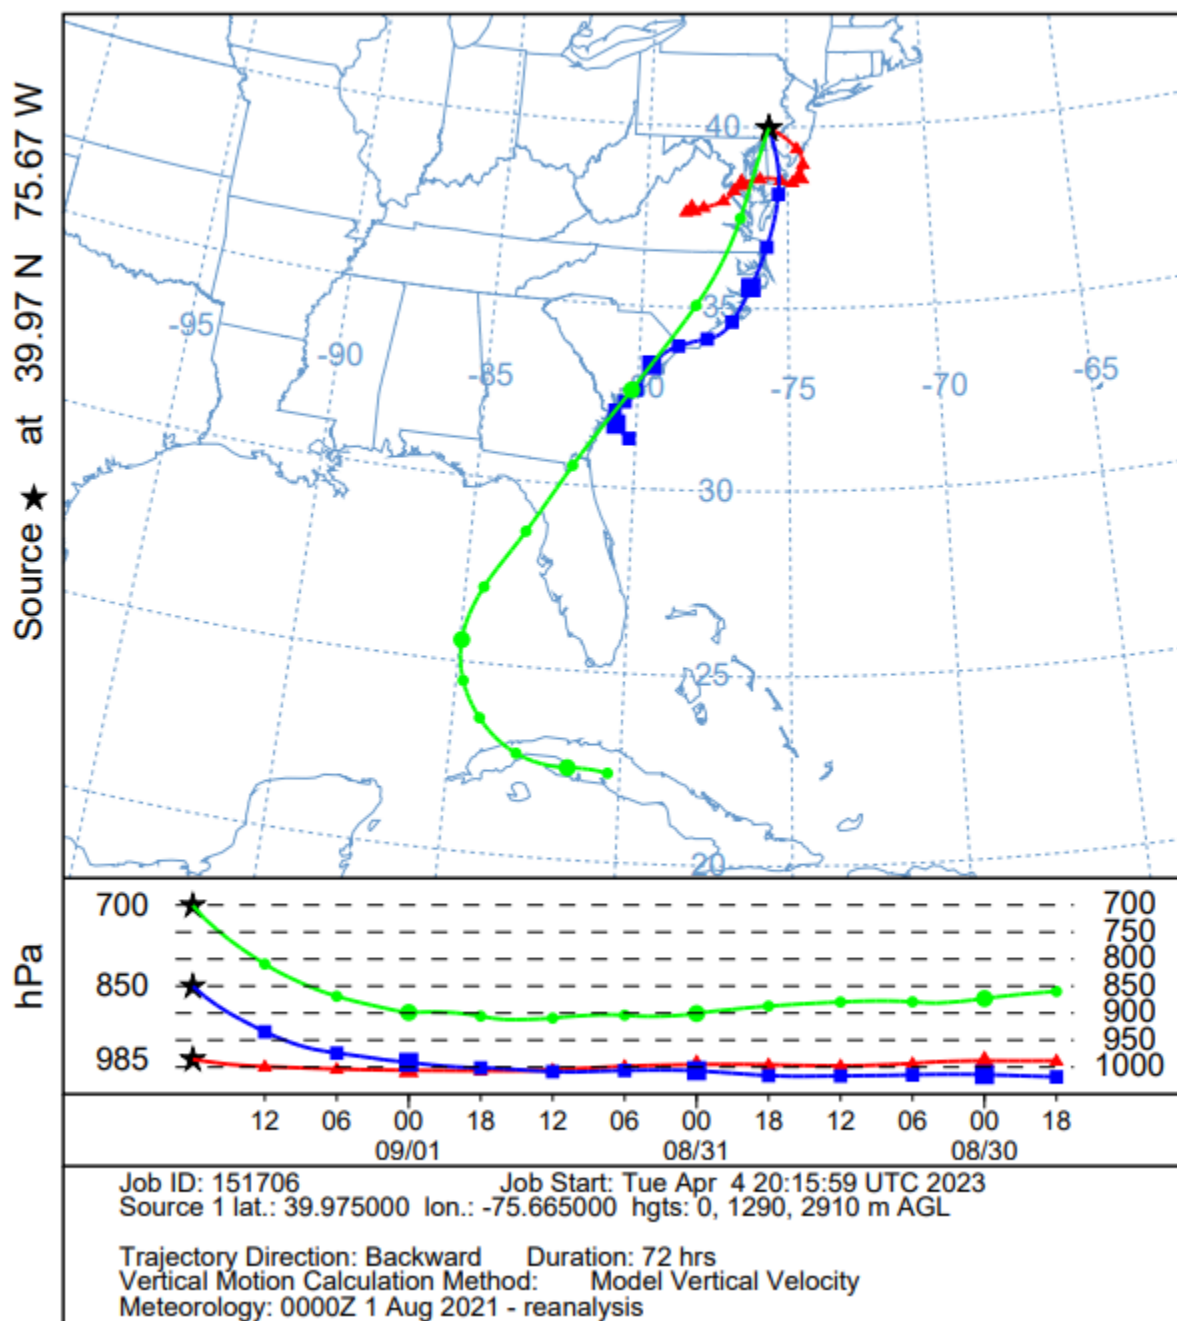 Source ★ at 39.97 N 75.67 W
40
35
-95
-90
-85
-80
-75
-70
-65
30
25
20
hPa
700
850
985
700
750
800
850
900
950
1000
12 06 00 18 12 06 00 18 12 06 00 18
09/01 08/31 08/30
Job ID: 151706 Job Start: Tue Apr 4 20:15:59 UTC 2023
Source 1 lat.: 39.975000 lon.: -75.665000 hgts: 0, 1290, 2910 m AGL
Trajectory Direction: Backward Duration: 72 hrs
Vertical Motion Calculation Method: Model Vertical Velocity
Meteorology: 0000Z 1 Aug 2021 - reanalysis